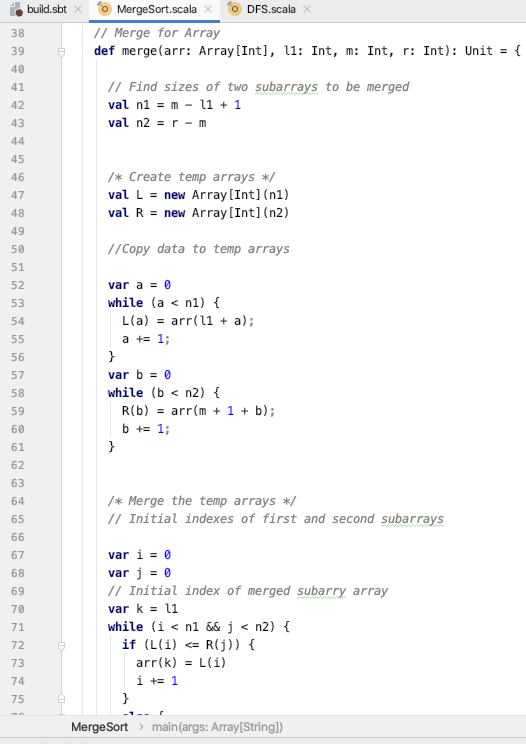 build.sbt MergeSort.scala DFS.scala
38 // Merge for Array
39 def merge(arr: Array[Int], l1: Int, m: Int, r: Int): Unit = {
40
41 // Find sizes of two subarrays to be merged
42 val n1 = m - l1 + 1
43 val n2 = r - m
44
45
46 /* Create temp arrays */
47 val L = new Array[Int](n1)
48 val R = new Array[Int](n2)
49
50 //Copy data to temp arrays
51
52 var a = 0
53 while (a < n1) {
54 L(a) = arr(l1 + a);
55 a += 1;
56 }
57 var b = 0
58 while (b < n2) {
59 R(b) = arr(m + 1 + b);
60 b += 1;
61 }
62
63
64 /* Merge the temp arrays */
65 // Initial indexes of first and second subarrays
66
67 var i = 0
68 var j = 0
69 // Initial index of merged subarry array
70 var k = l1
71 while (i < n1 && j < n2) {
72 if (L(i) <= R(j)) {
73 arr(k) = L(i)
74 i += 1
75 }
MergeSort › main(args: Array[String])